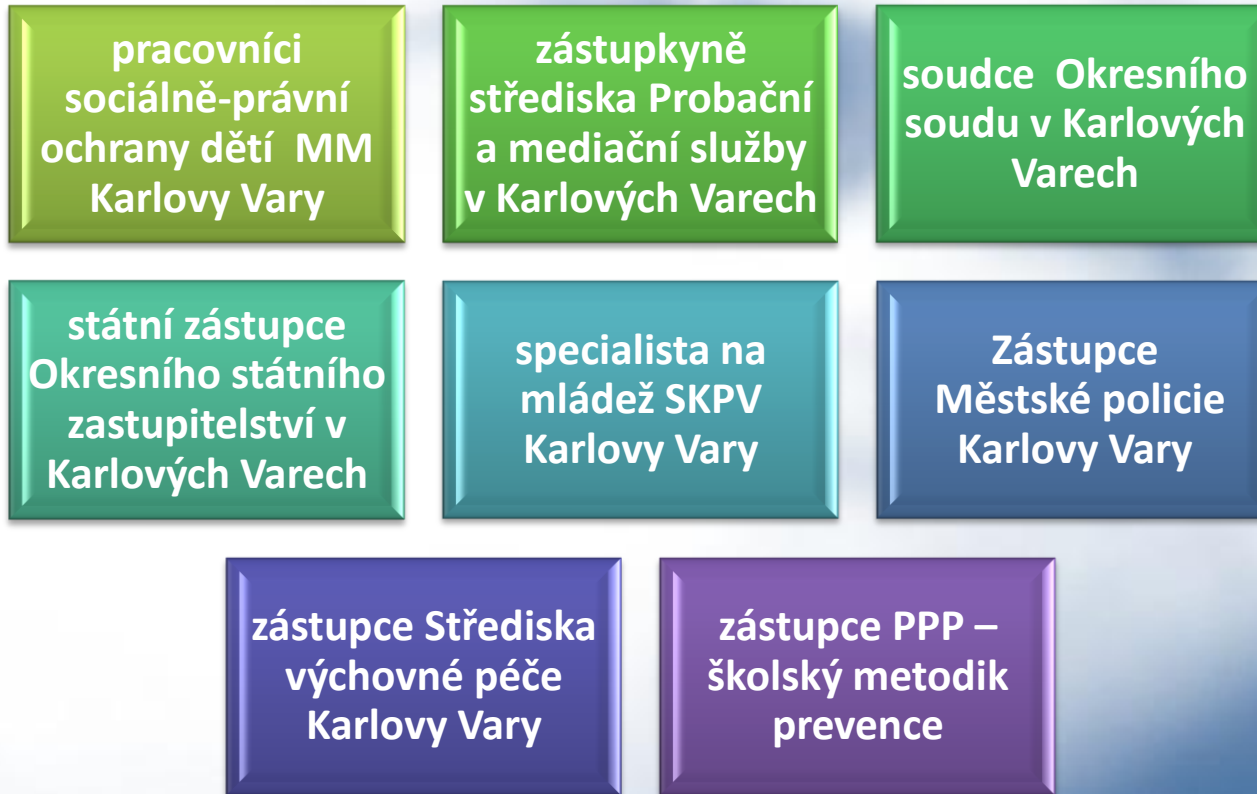 pracovníci
sociálně-právní
ochrany dětí  MM
Karlovy Vary
zástupkyně
střediska Probační
a mediační služby
v Karlových Varech
soudce  Okresního
soudu v Karlových
Varech
státní zástupce
Okresního státního
zastupitelství v
Karlových Varech
specialista na
mládež SKPV
Karlovy Vary
Zástupce
Městské policie
Karlovy Vary
zástupce Střediska
výchovné péče
Karlovy Vary
zástupce PPP –
školský metodik
prevence